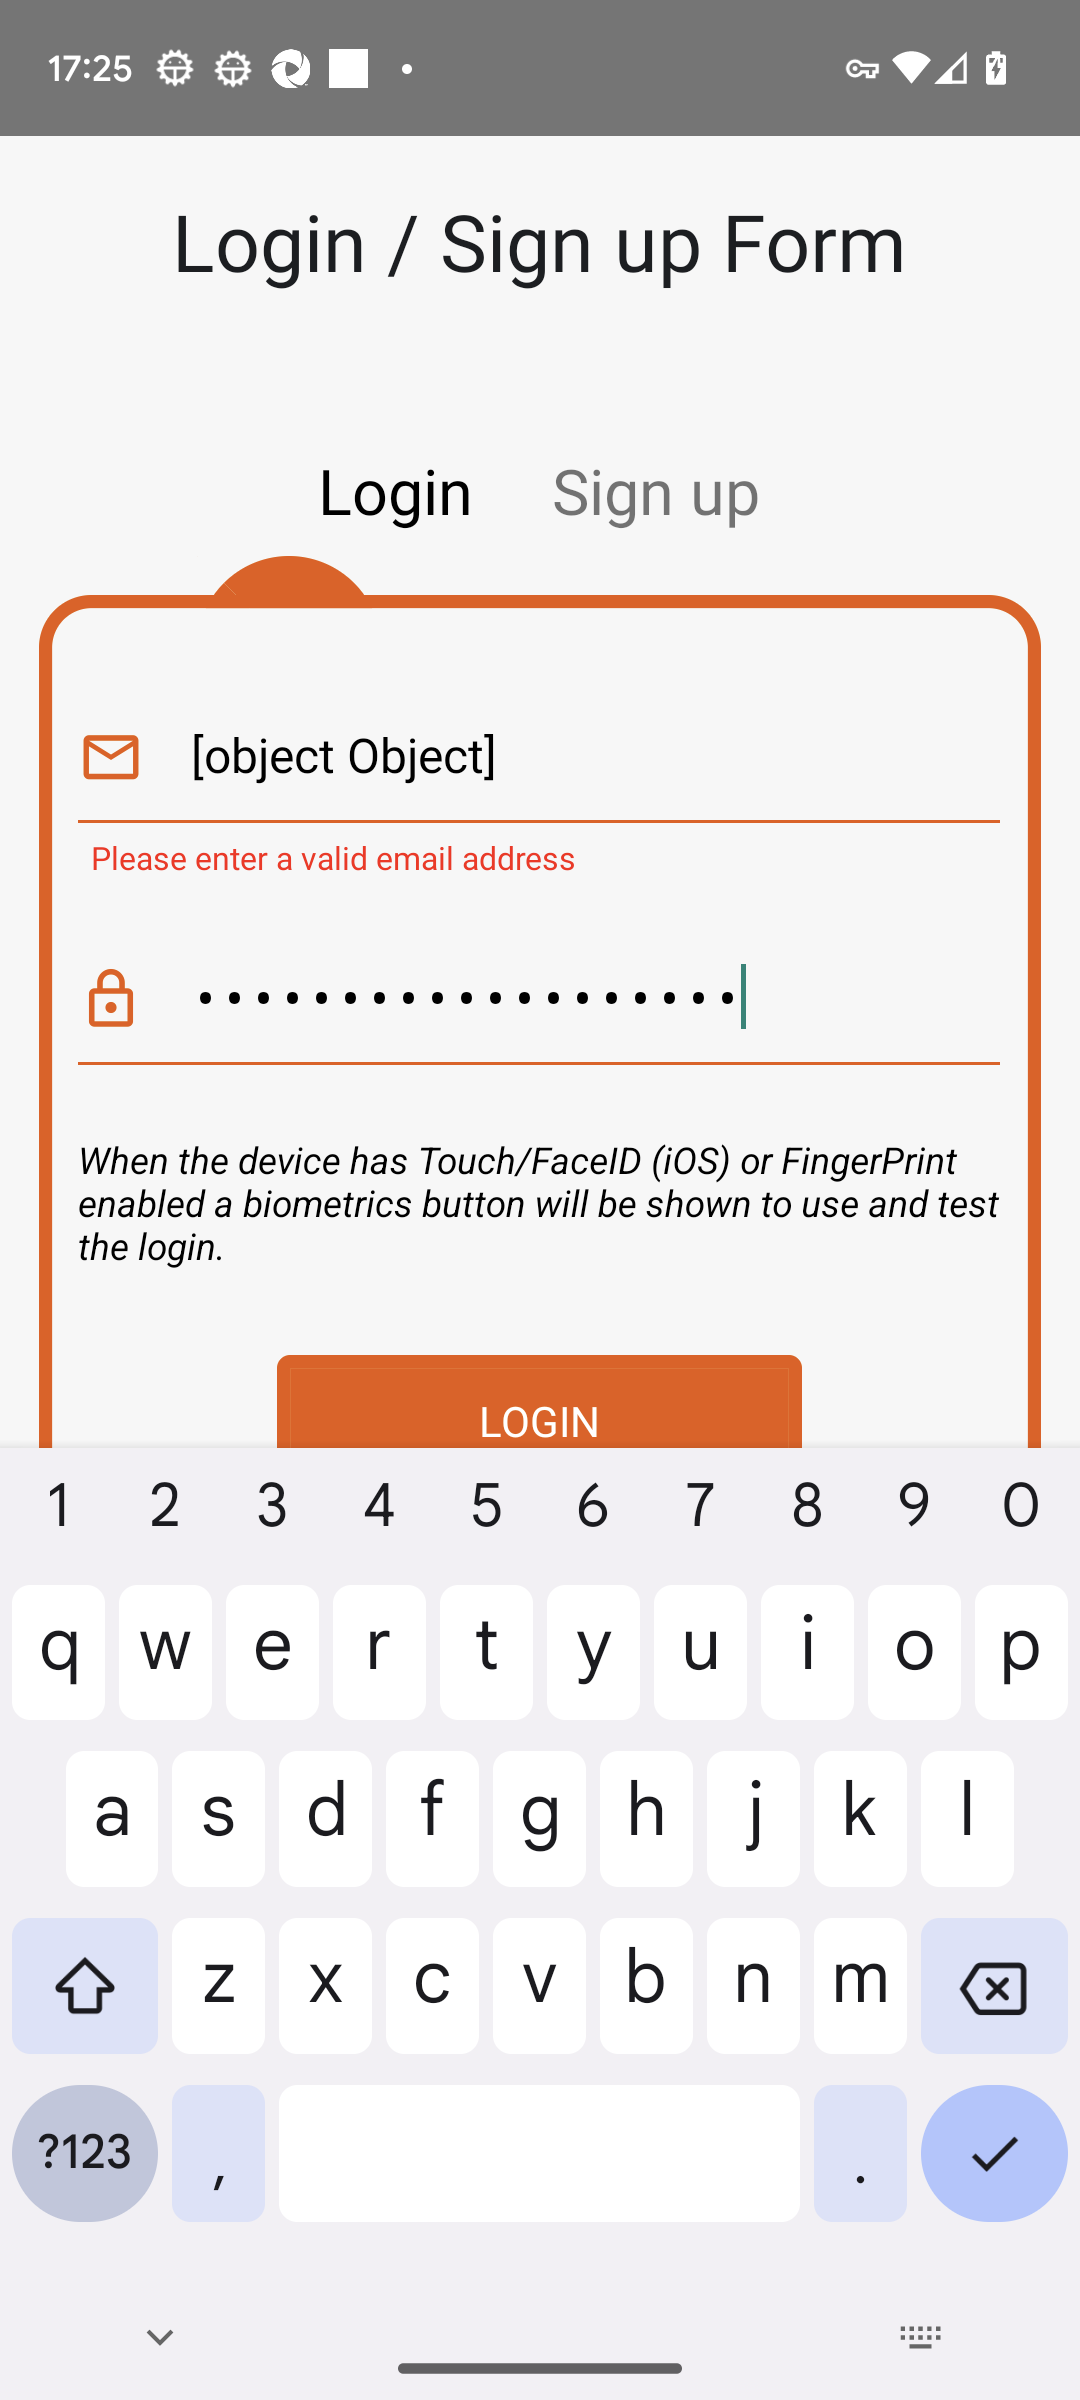 17:25
Login / Sign up Form
Login Sign up
[object Object]
Please enter a valid email address
••••••••••••••••••• 
When the device has Touch/FaceID (iOS) or FingerPrint
enabled a biometrics button will be shown to use and test
the login.
LOGIN
1 2 3 4 5 6 7 8 9 0
q w e r t y u i o p
a s d f g h j k l
z x c v b n m
?123 , .